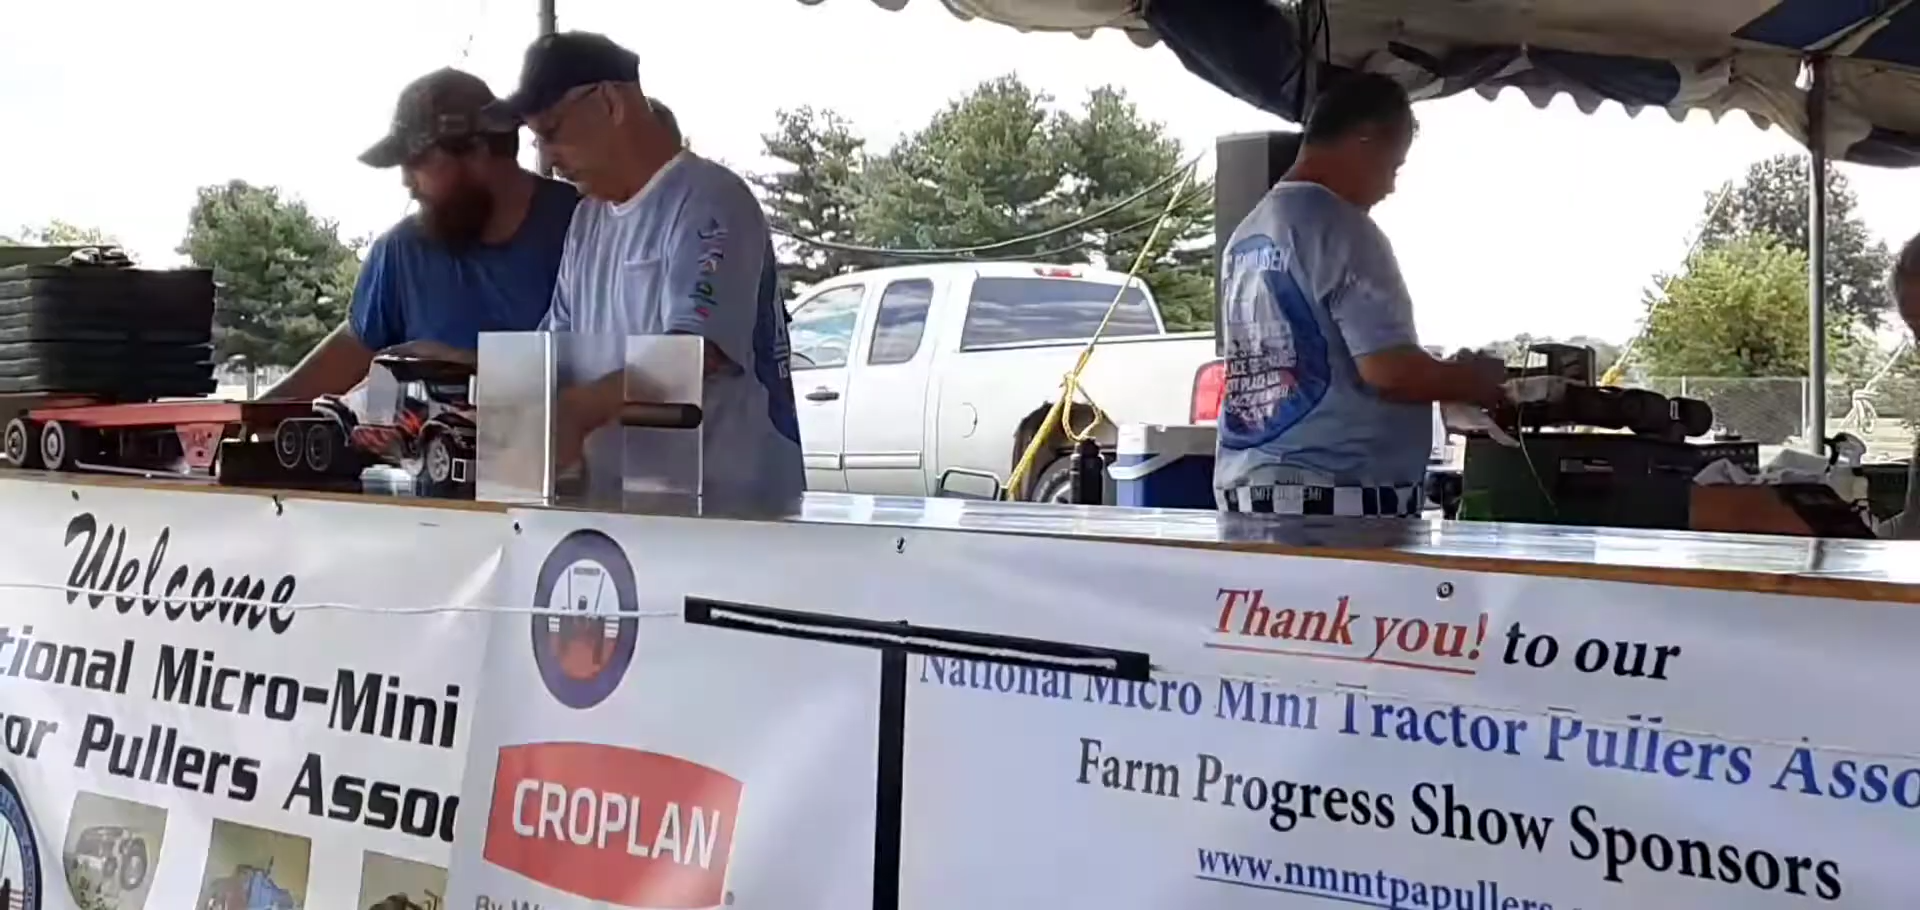 Welcome
tional Micro-Mini
or Pullers Assoc
CROPLAN
Thank you! to our
National Micro Mini Tractor Pullers Asso
Farm Progress Show Sponsors
www.nmmtpapullers